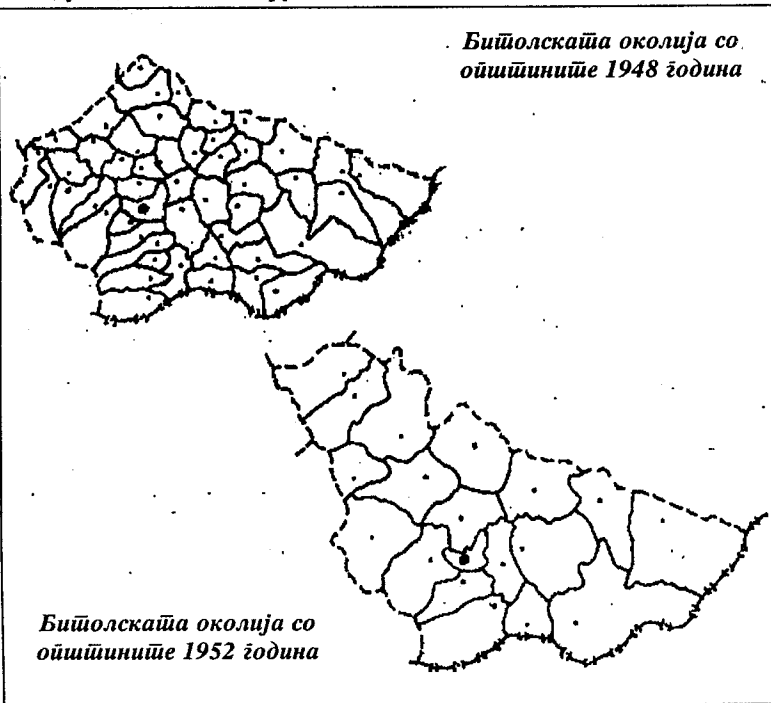 Битолската околија со
општините 1948 година
Битолската околија со
општините 1952 година